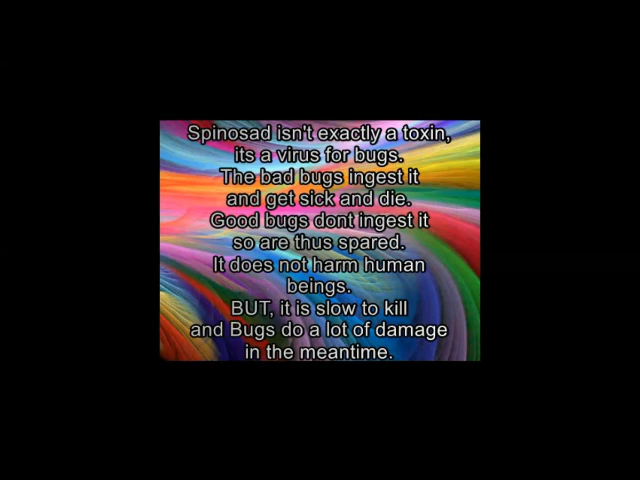 Spinosad isn't exactly a toxin,
its a virus for bugs.
The bad bugs ingest it
and get sick and die.
Good bugs dont ingest it
so are thus spared.
It does not harm human
beings.
BUT, it is slow to kill
and Bugs do a lot of damage
in the meantime.